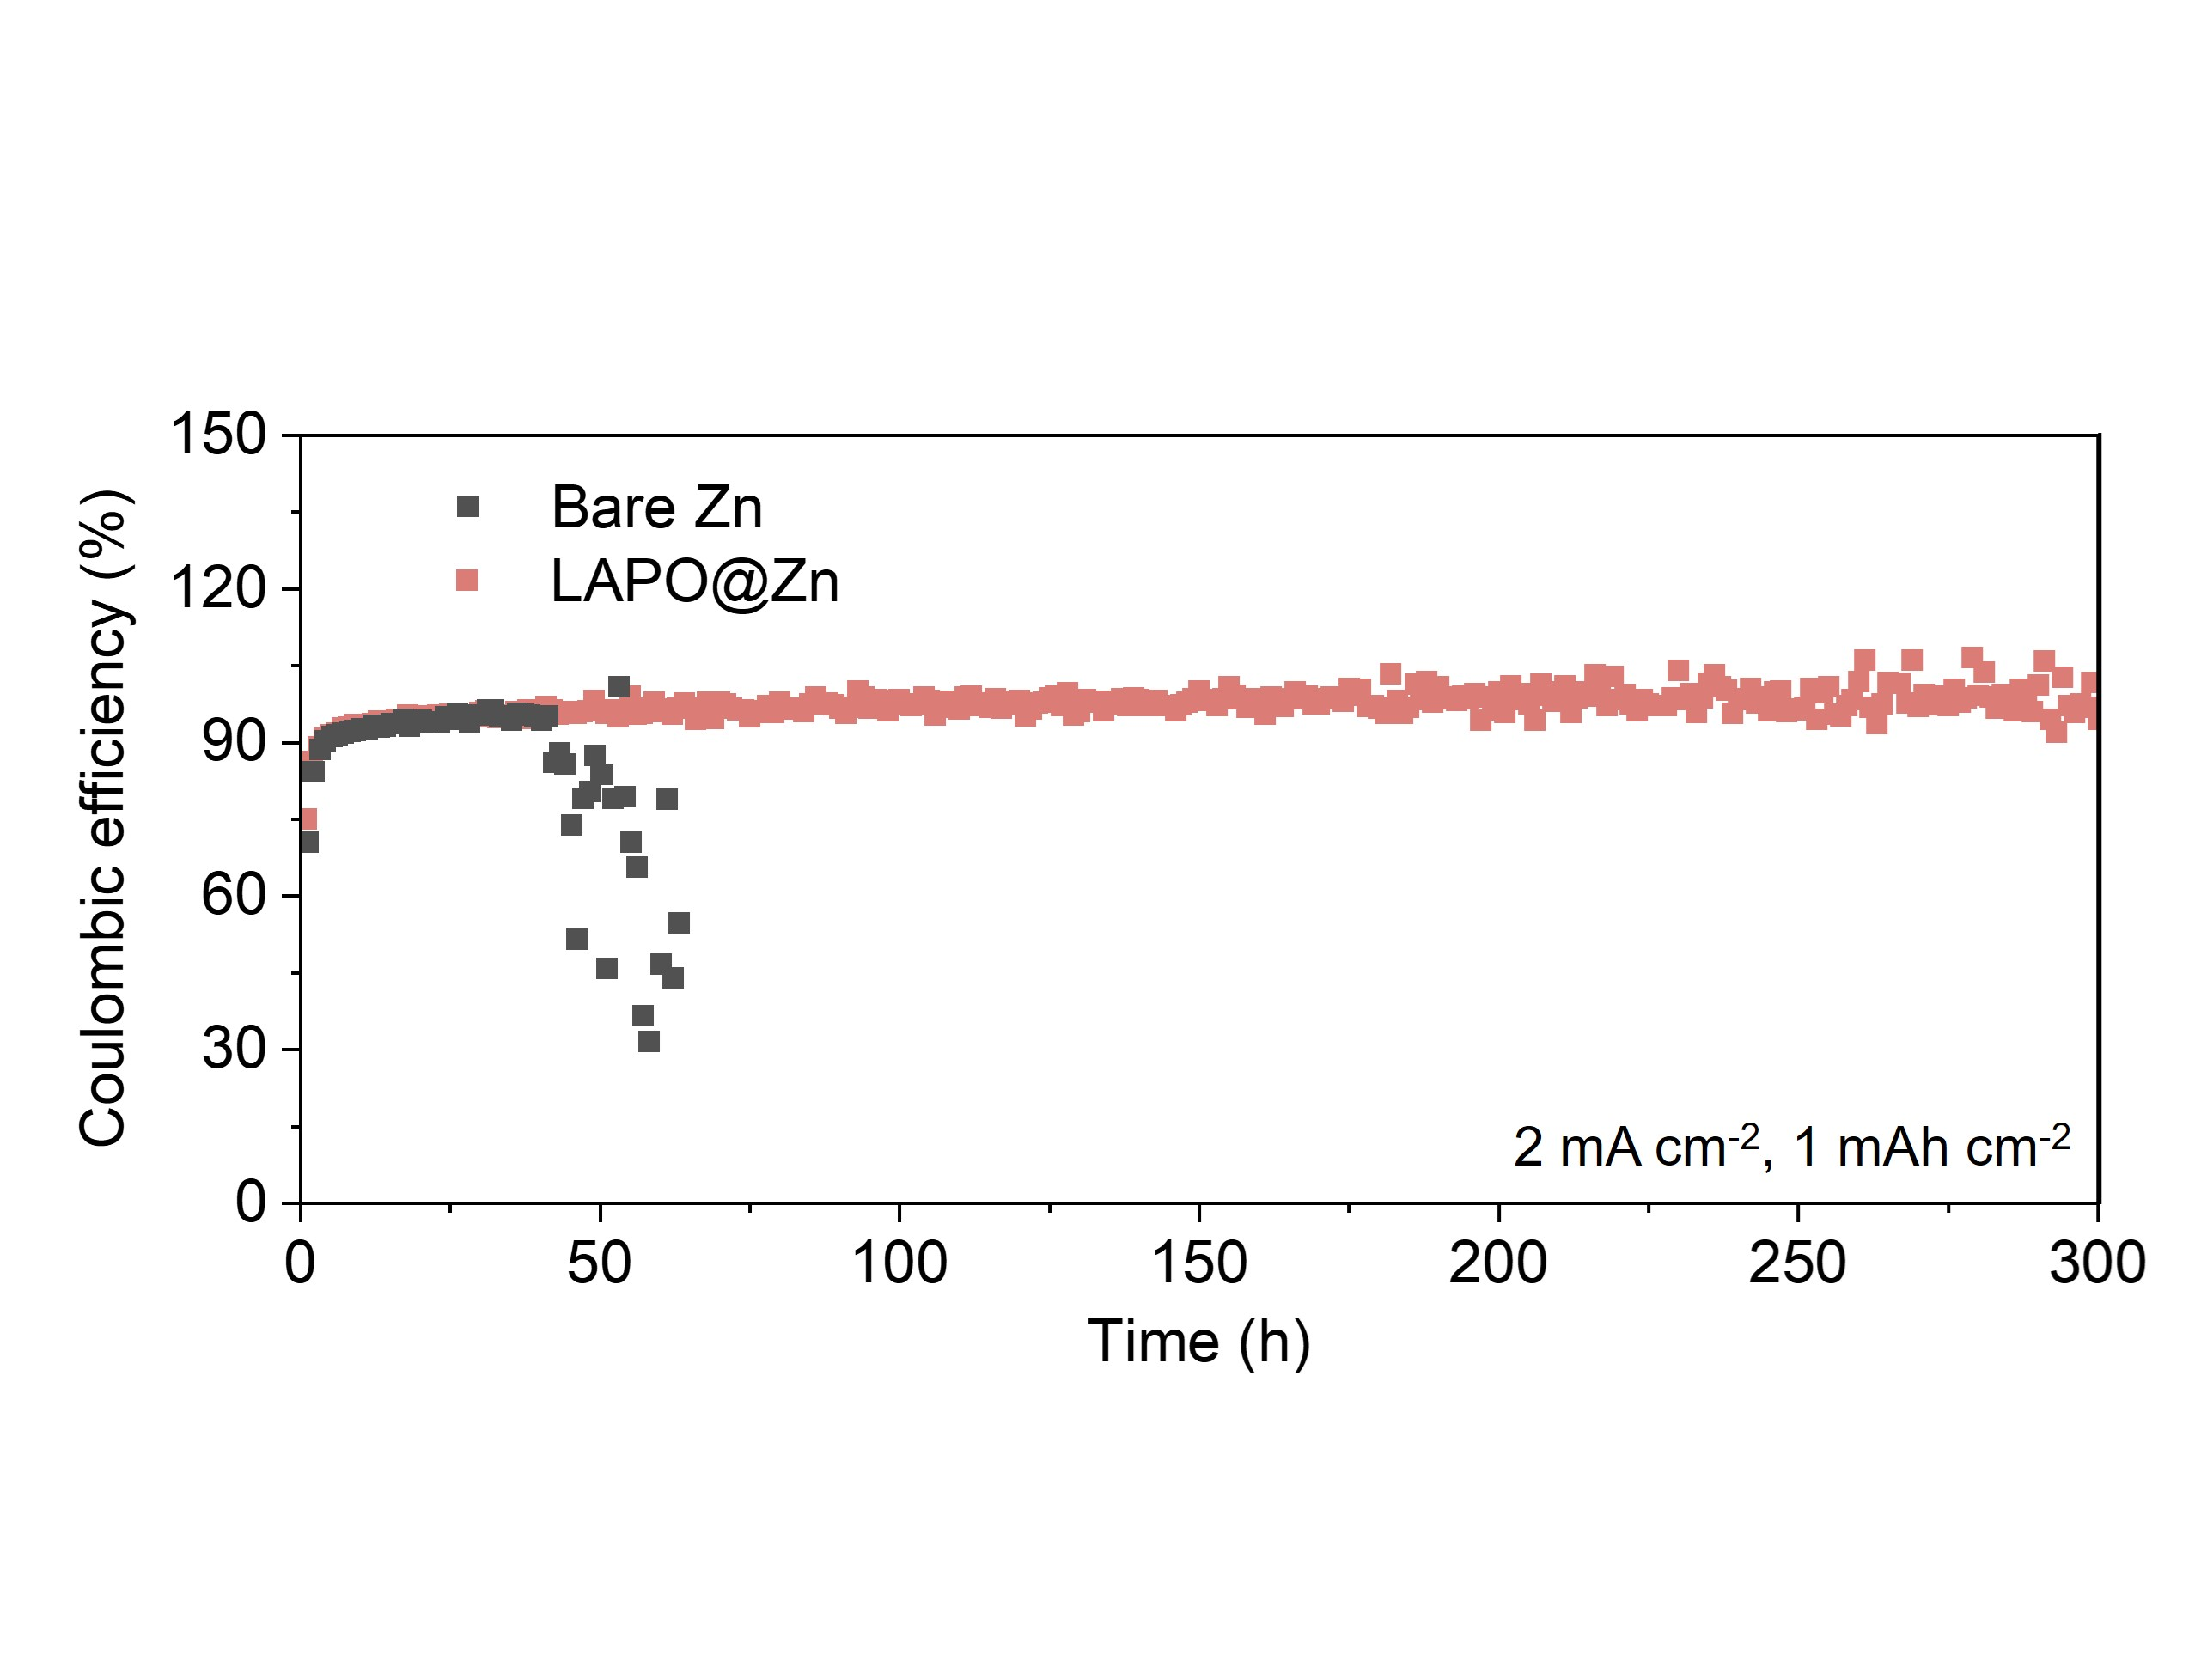 150
120
90
60
30
0
Coulombic efficiency (%)
Bare Zn
LAPO@Zn
2 mA cm-2, 1 mAh cm-2
0 50 100 150 200 250 300
Time (h)